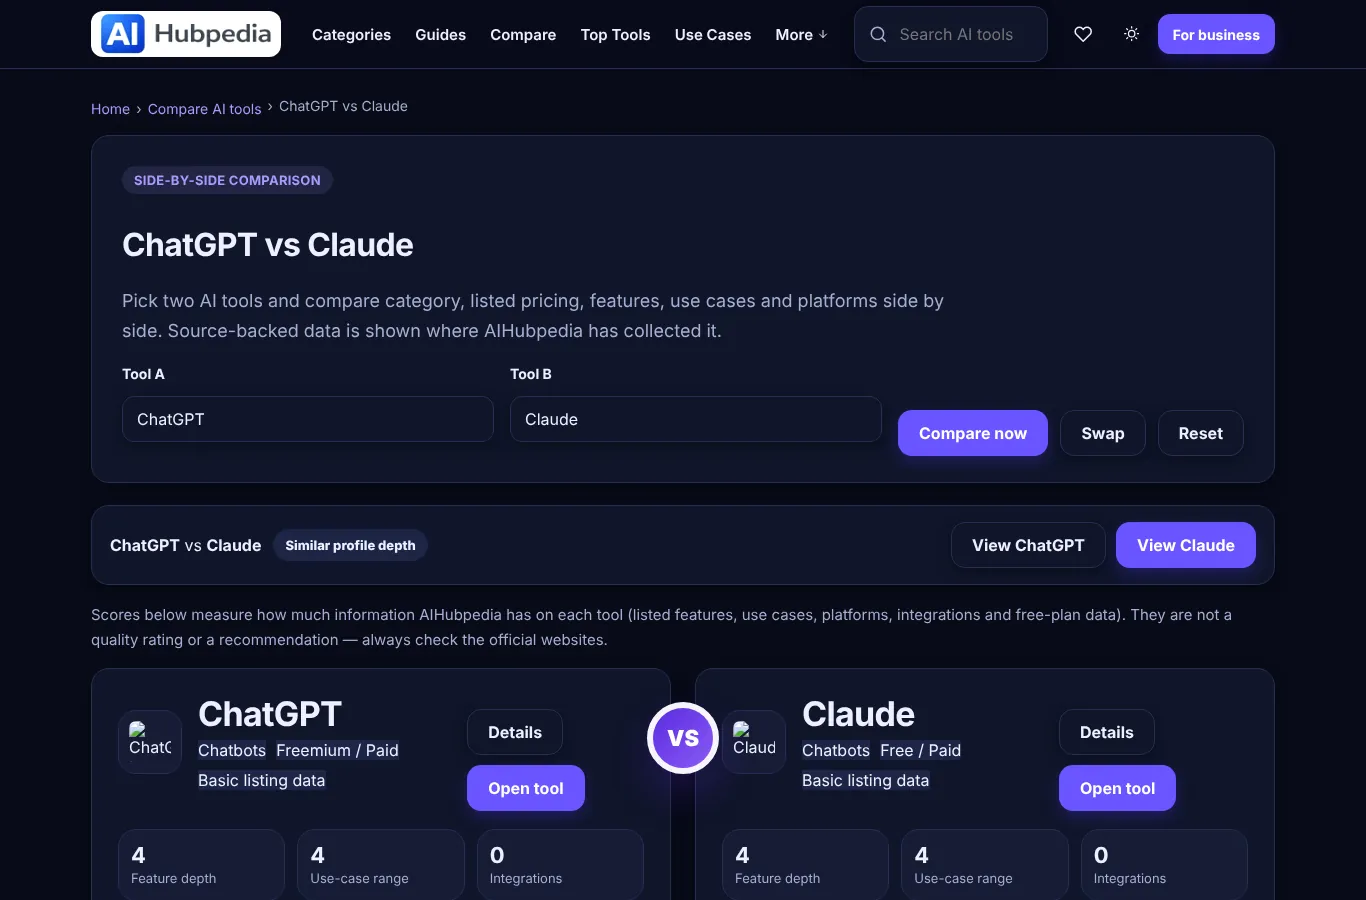 AI Hubpedia
Categories Guides Compare Top Tools Use Cases More ↓ Search AI tools For business
Home › Compare AI tools › ChatGPT vs Claude
SIDE-BY-SIDE COMPARISON
ChatGPT vs Claude
Pick two AI tools and compare category, listed pricing, features, use cases and platforms side by
side. Source-backed data is shown where AIHubpedia has collected it.
Tool A Tool B
ChatGPT Claude Compare now Swap Reset
ChatGPT vs Claude Similar profile depth View ChatGPT View Claude
Scores below measure how much information AIHubpedia has on each tool (listed features, use cases, platforms, integrations and free-plan data). They are not a
quality rating or a recommendation — always check the official websites.
ChatG
ChatGPT
Chatbots Freemium / Paid
Basic listing data
Details
Open tool
4 4 0
Feature depth Use-case range Integrations
VS
Claud
Claude
Chatbots Free / Paid
Basic listing data
Details
Open tool
4 4 0
Feature depth Use-case range Integrations